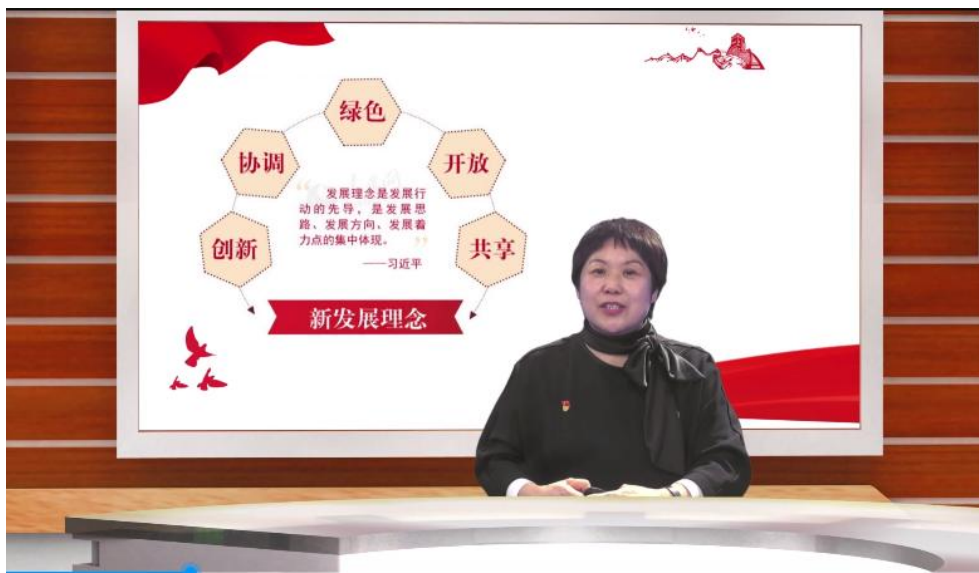 绿色
协调
开放
创新
共享
发展理念是发展行
动的先导，是发展思
路、发展方向、发展着
力点的集中体现。
——习近平
新发展理念